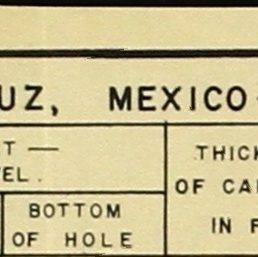 UZ, MEXICO
T —
EL.
BOTTOM
OF HOLE
THICK
OF CA
IN F